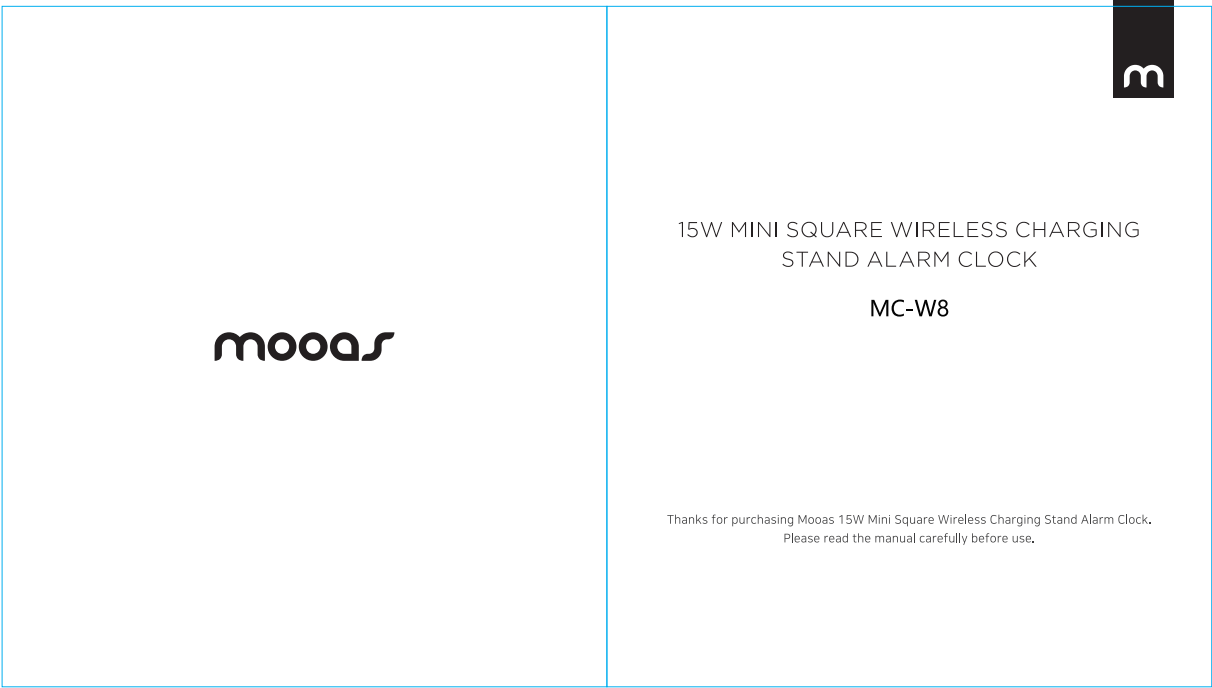 mooas
m
15W MINI SQUARE WIRELESS CHARGING
STAND ALARM CLOCK
MC-W8
Thanks for purchasing Mooas 15W Mini Square Wireless Charging Stand Alarm Clock.
Please read the manual carefully before use.